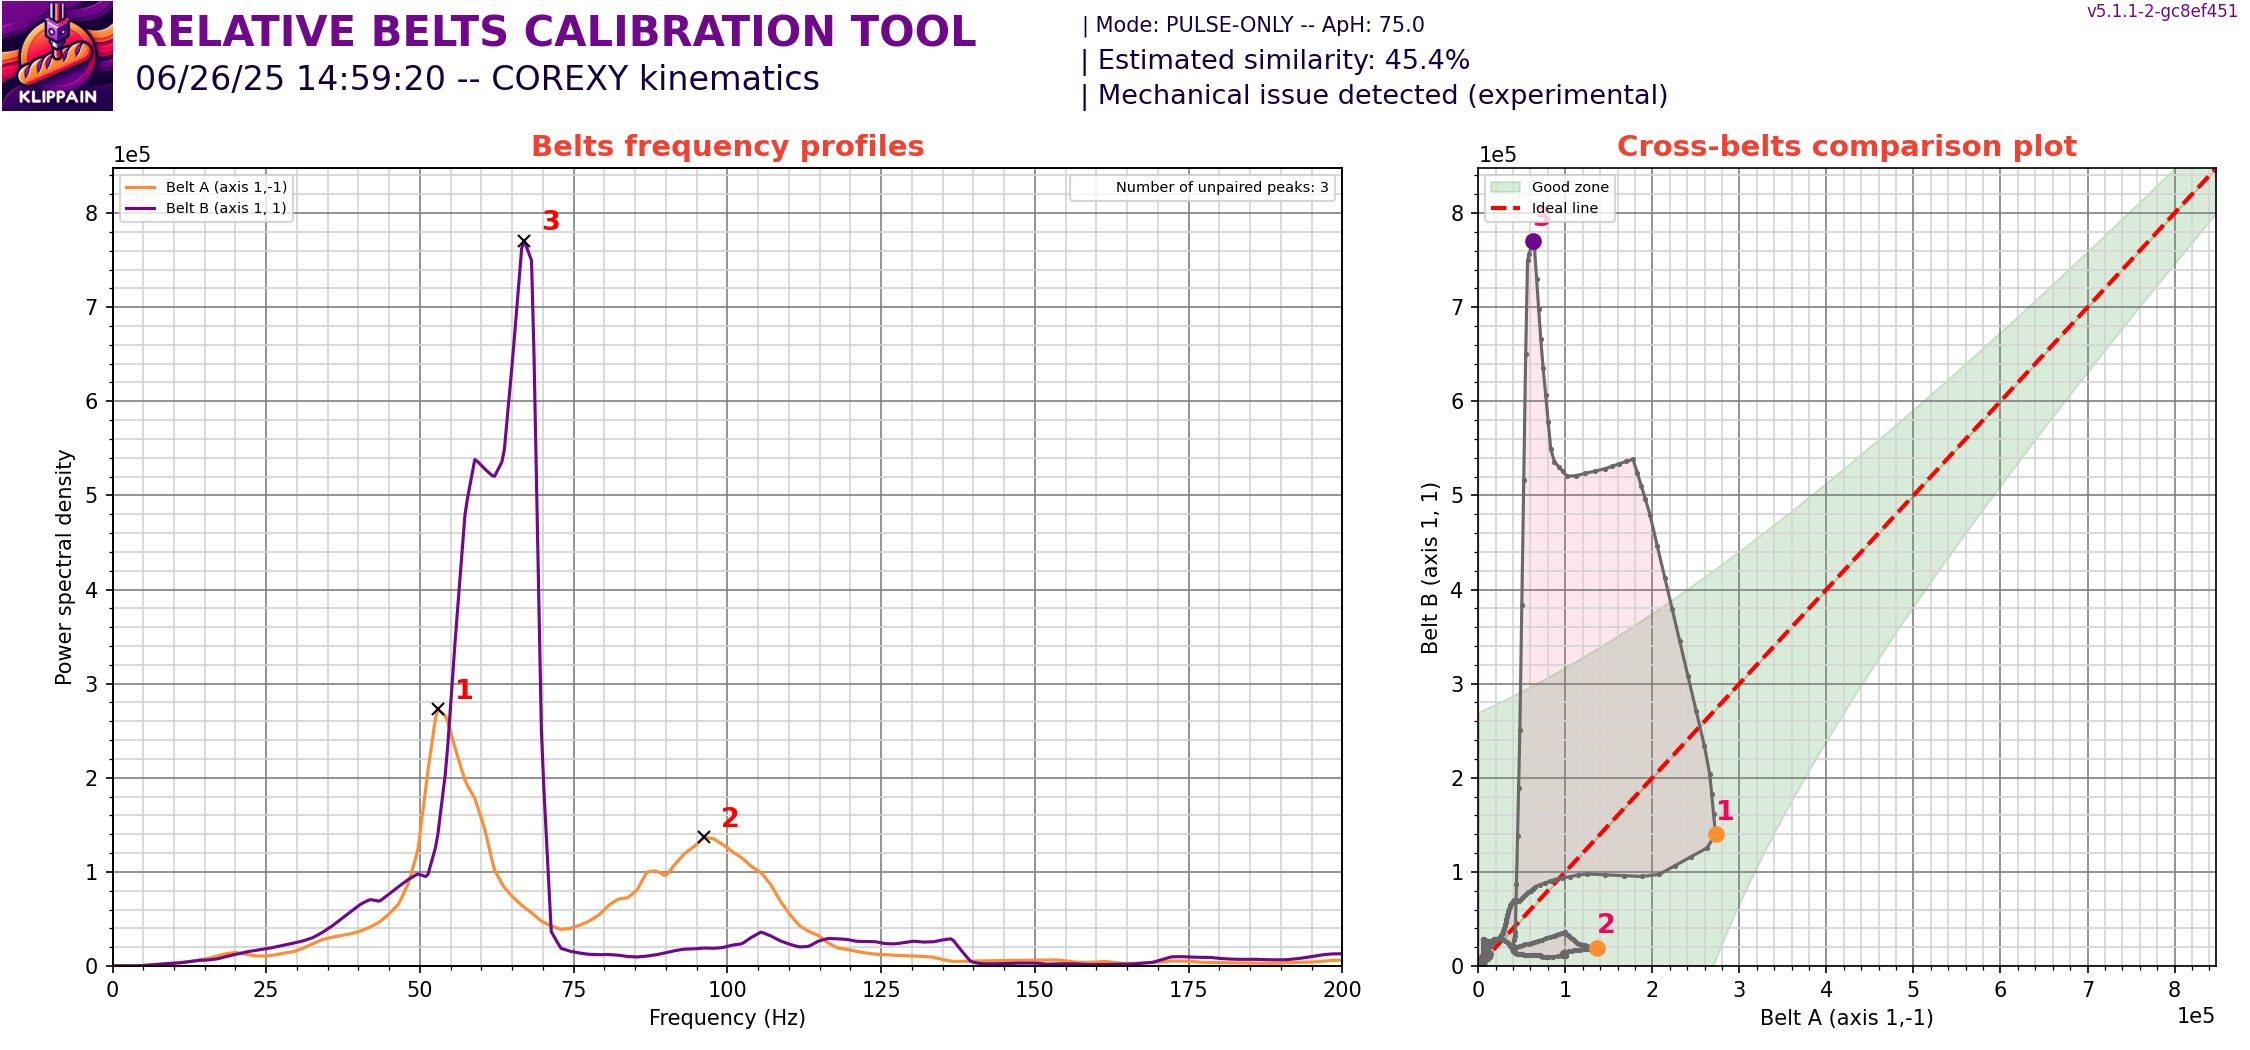 KLIPPAIN
RELATIVE BELTS CALIBRATION TOOL
06/26/25 14:59:20 -- COREXY kinematics
| Mode: PULSE-ONLY -- ApH: 75.0
| Estimated similarity: 45.4%
| Mechanical issue detected (experimental)
v5.1.1-2-gc8ef451
Belts frequency profiles
1e5
Belt A (axis 1,-1)
Belt B (axis 1, 1)
Number of unpaired peaks: 3
3
1
2
8
7
6
5
4
3
2
1
0
Power spectral density
0 25 50 75 100 125 150 175 200
Frequency (Hz)
Cross-belts comparison plot
1e5
Good zone
Ideal line
3
1
2
8
7
6
5
4
3
2
1
0
Belt B (axis 1, 1)
0 1 2 3 4 5 6 7 8
1e5
Belt A (axis 1,-1)